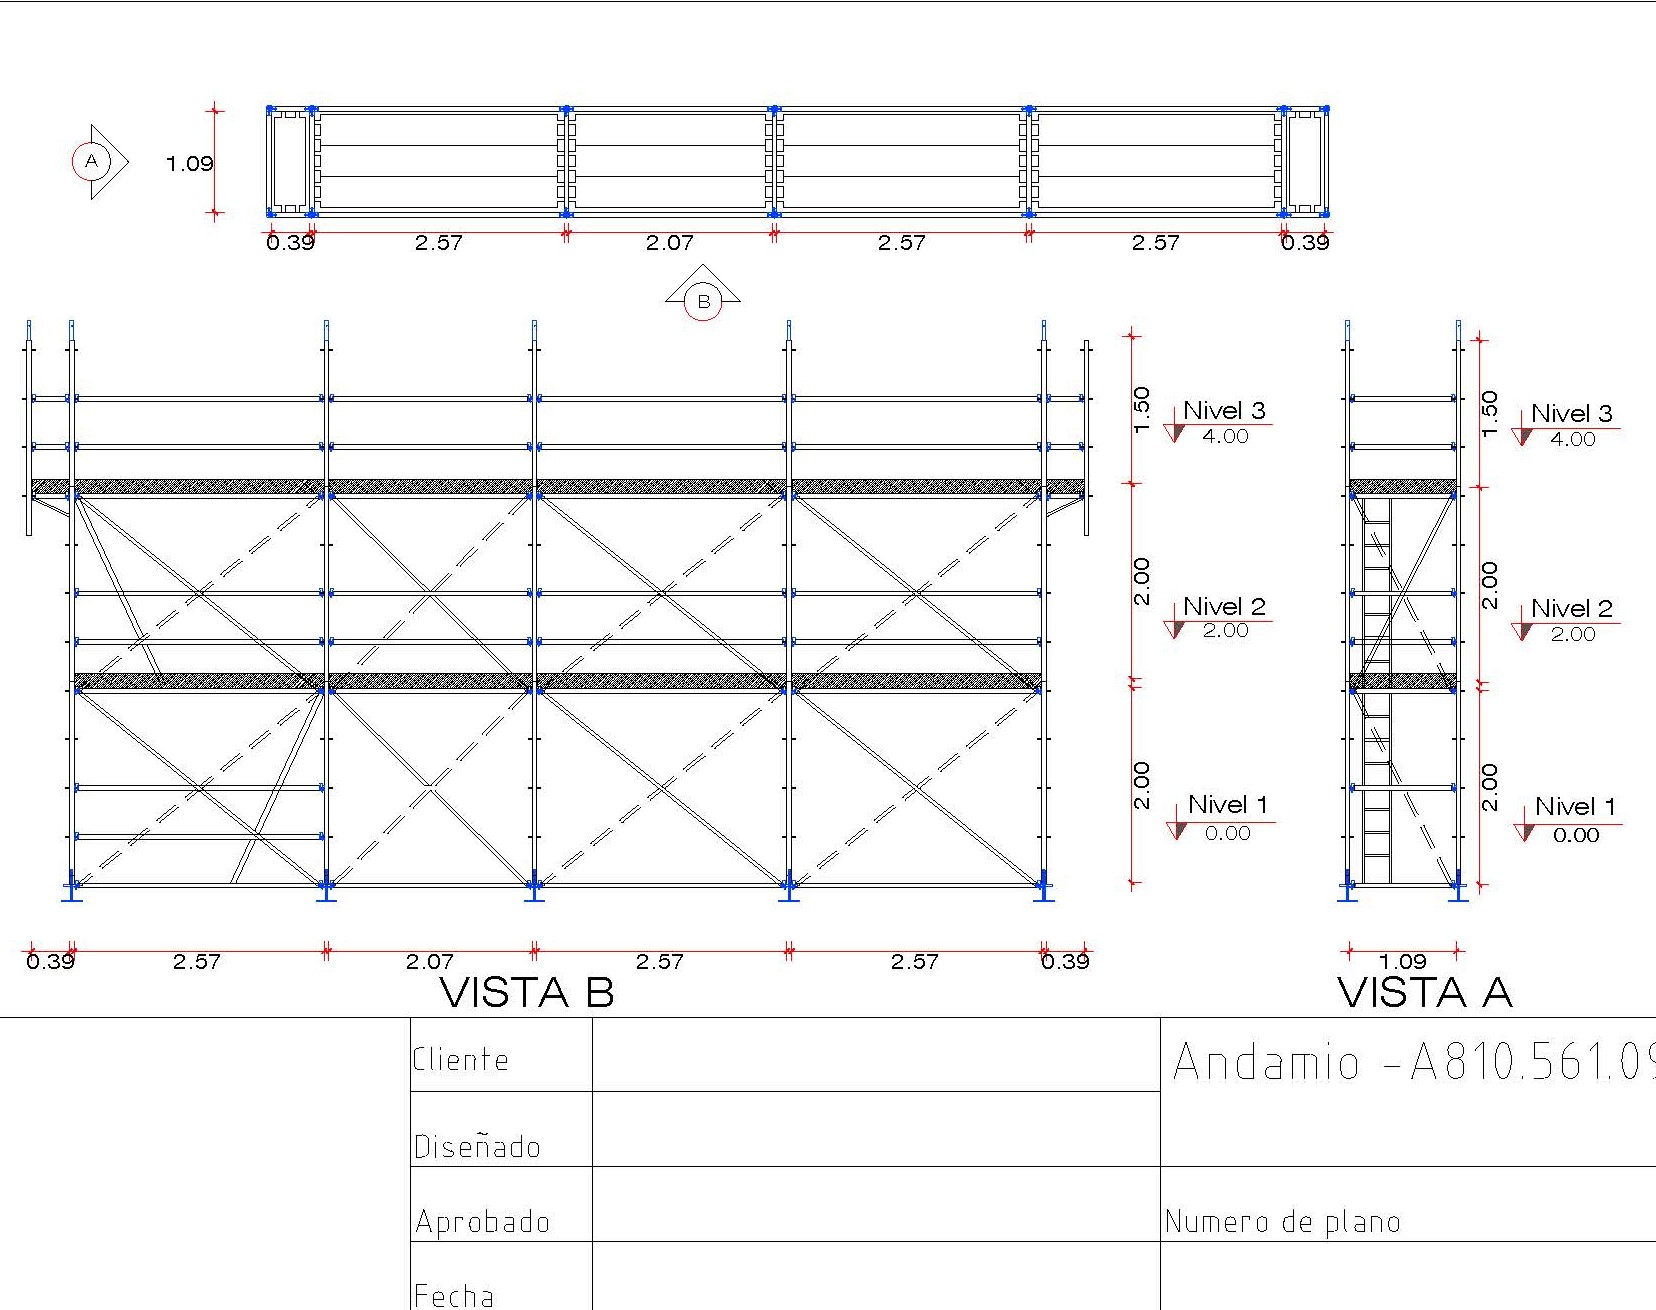 A
1.09
0.39 2.57 2.07 2.57 2.57 0.39
B
1.50
Nivel 3
4.00
2.00
Nivel 2
2.00
2.00
Nivel 1
0.00
0.39 2.57 2.07 2.57 2.57 0.39
VISTA B
1.50
Nivel 3
4.00
2.00
Nivel 2
2.00
2.00
Nivel 1
0.00
1.09
VISTA A
Cliente
Andamio -A810.561.09
Diseñado
Aprobado
Numero de plano
Fecha